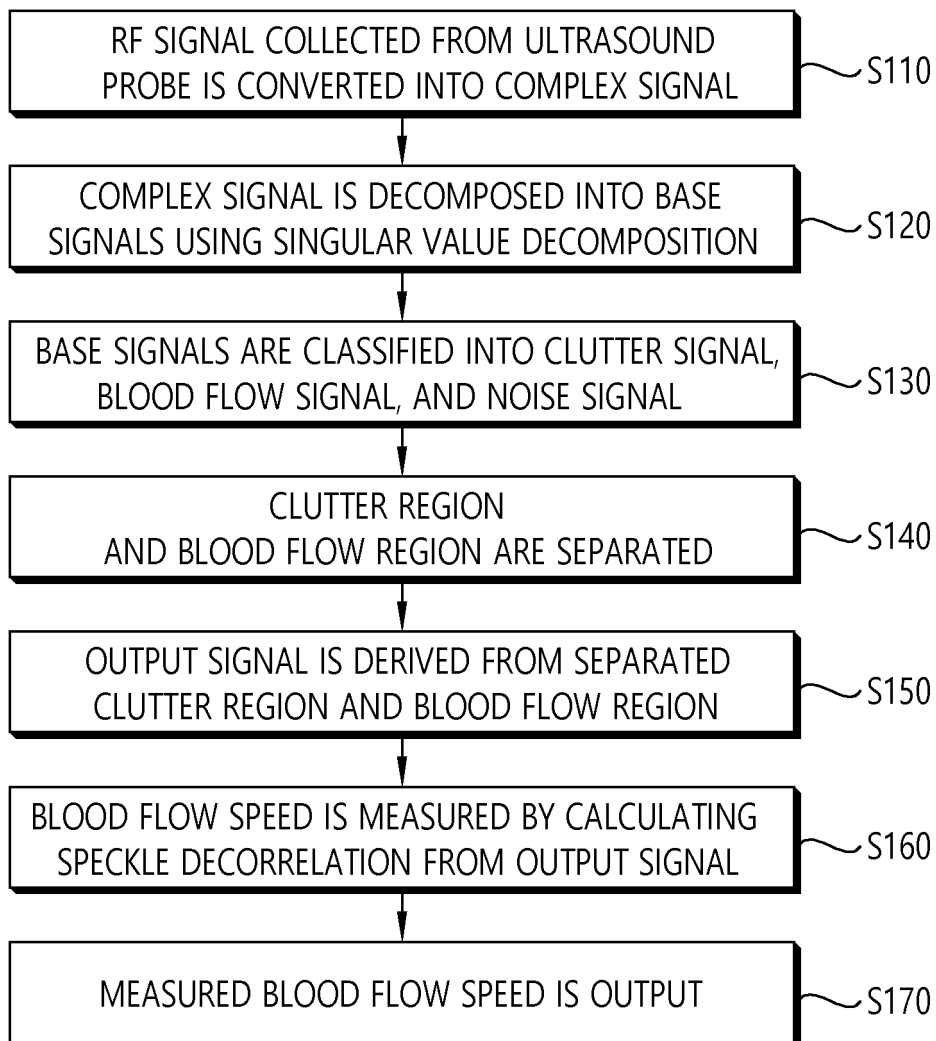 RF SIGNAL COLLECTED FROM ULTRASOUND
PROBE IS CONVERTED INTO COMPLEX SIGNAL
S110
COMPLEX SIGNAL IS DECOMPOSED INTO BASE
SIGNALS USING SINGULAR VALUE DECOMPOSITION
S120
BASE SIGNALS ARE CLASSIFIED INTO CLUTTER SIGNAL,
BLOOD FLOW SIGNAL, AND NOISE SIGNAL
S130
CLUTTER REGION
AND BLOOD FLOW REGION ARE SEPARATED
S140
OUTPUT SIGNAL IS DERIVED FROM SEPARATED
CLUTTER REGION AND BLOOD FLOW REGION
S150
BLOOD FLOW SPEED IS MEASURED BY CALCULATING
SPECKLE DECORRELATION FROM OUTPUT SIGNAL
S160
MEASURED BLOOD FLOW SPEED IS OUTPUT
S170